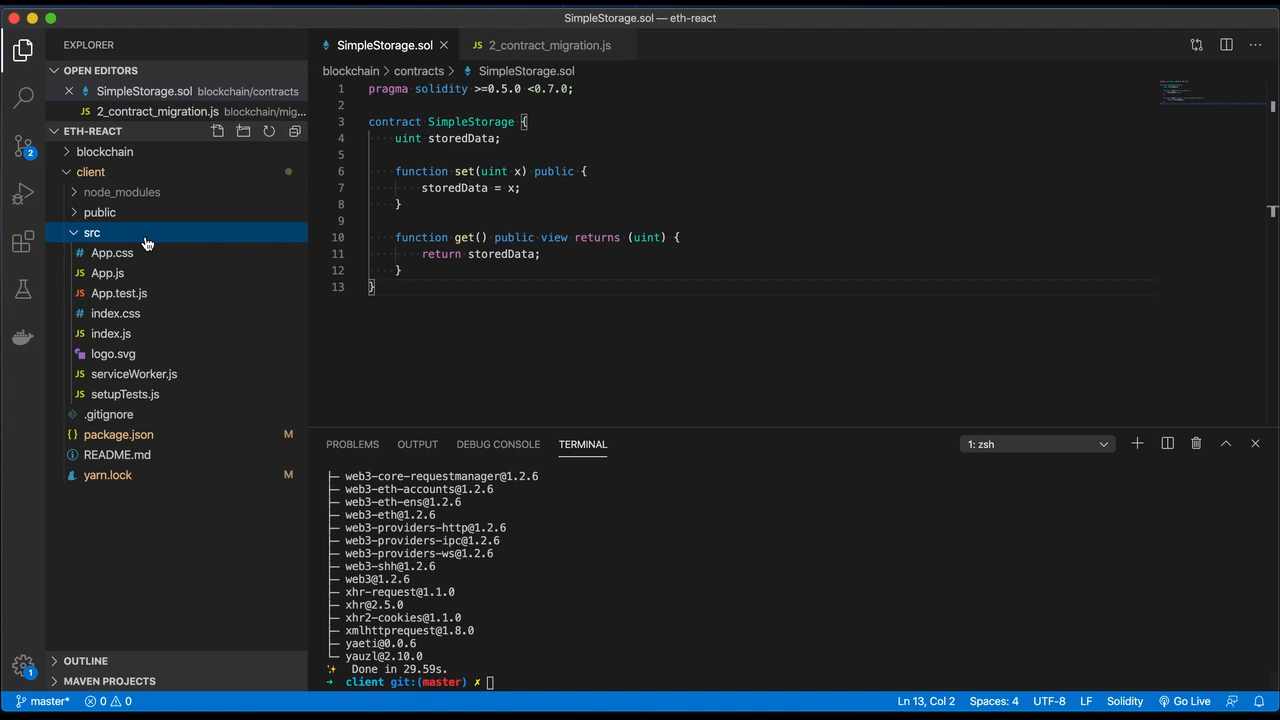 SimpleStorage.sol — eth-react
EXPLORER
OPEN EDITORS
SimpleStorage.sol blockchain/contracts
JS 2_contract_migration.js blockchain/mig...
ETH-REACT
blockchain
client
node_modules
public
src
# App.css
JS App.js
JS App.test.js
# index.css
JS index.js
logo.svg
JS serviceWorker.js
JS setupTests.js
.gitignore
{} package.json M
README.md
yarn.lock M
OUTLINE
MAVEN PROJECTS
2
1
SimpleStorage.sol
JS 2_contract_migration.js
blockchain > contracts > SimpleStorage.sol
1 pragma solidity >=0.5.0 <0.7.0;
2
3 contract SimpleStorage {
4 uint storedData;
5
6 function set(uint x) public {
7 storedData = x;
8 }
9
10 function get() public view returns (uint) {
11 return storedData;
12 }
13 }
PROBLEMS OUTPUT DEBUG CONSOLE TERMINAL 1: zsh
├─ web3-core-requestmanager@1.2.6
├─ web3-eth-accounts@1.2.6
├─ web3-eth-ens@1.2.6
├─ web3-eth@1.2.6
├─ web3-providers-http@1.2.6
├─ web3-providers-ipc@1.2.6
├─ web3-providers-ws@1.2.6
├─ web3-shh@1.2.6
├─ web3@1.2.6
├─ xhr-request@1.1.0
├─ xhr@2.5.0
├─ xhr2-cookies@1.1.0
├─ xmlhttprequest@1.8.0
├─ yaeti@0.0.6
└─ yauzl@2.10.0
✨ Done in 29.59s.
→ client git:(master) ✗
master* 0 0 Ln 13, Col 2 Spaces: 4 UTF-8 LF Solidity Go Live